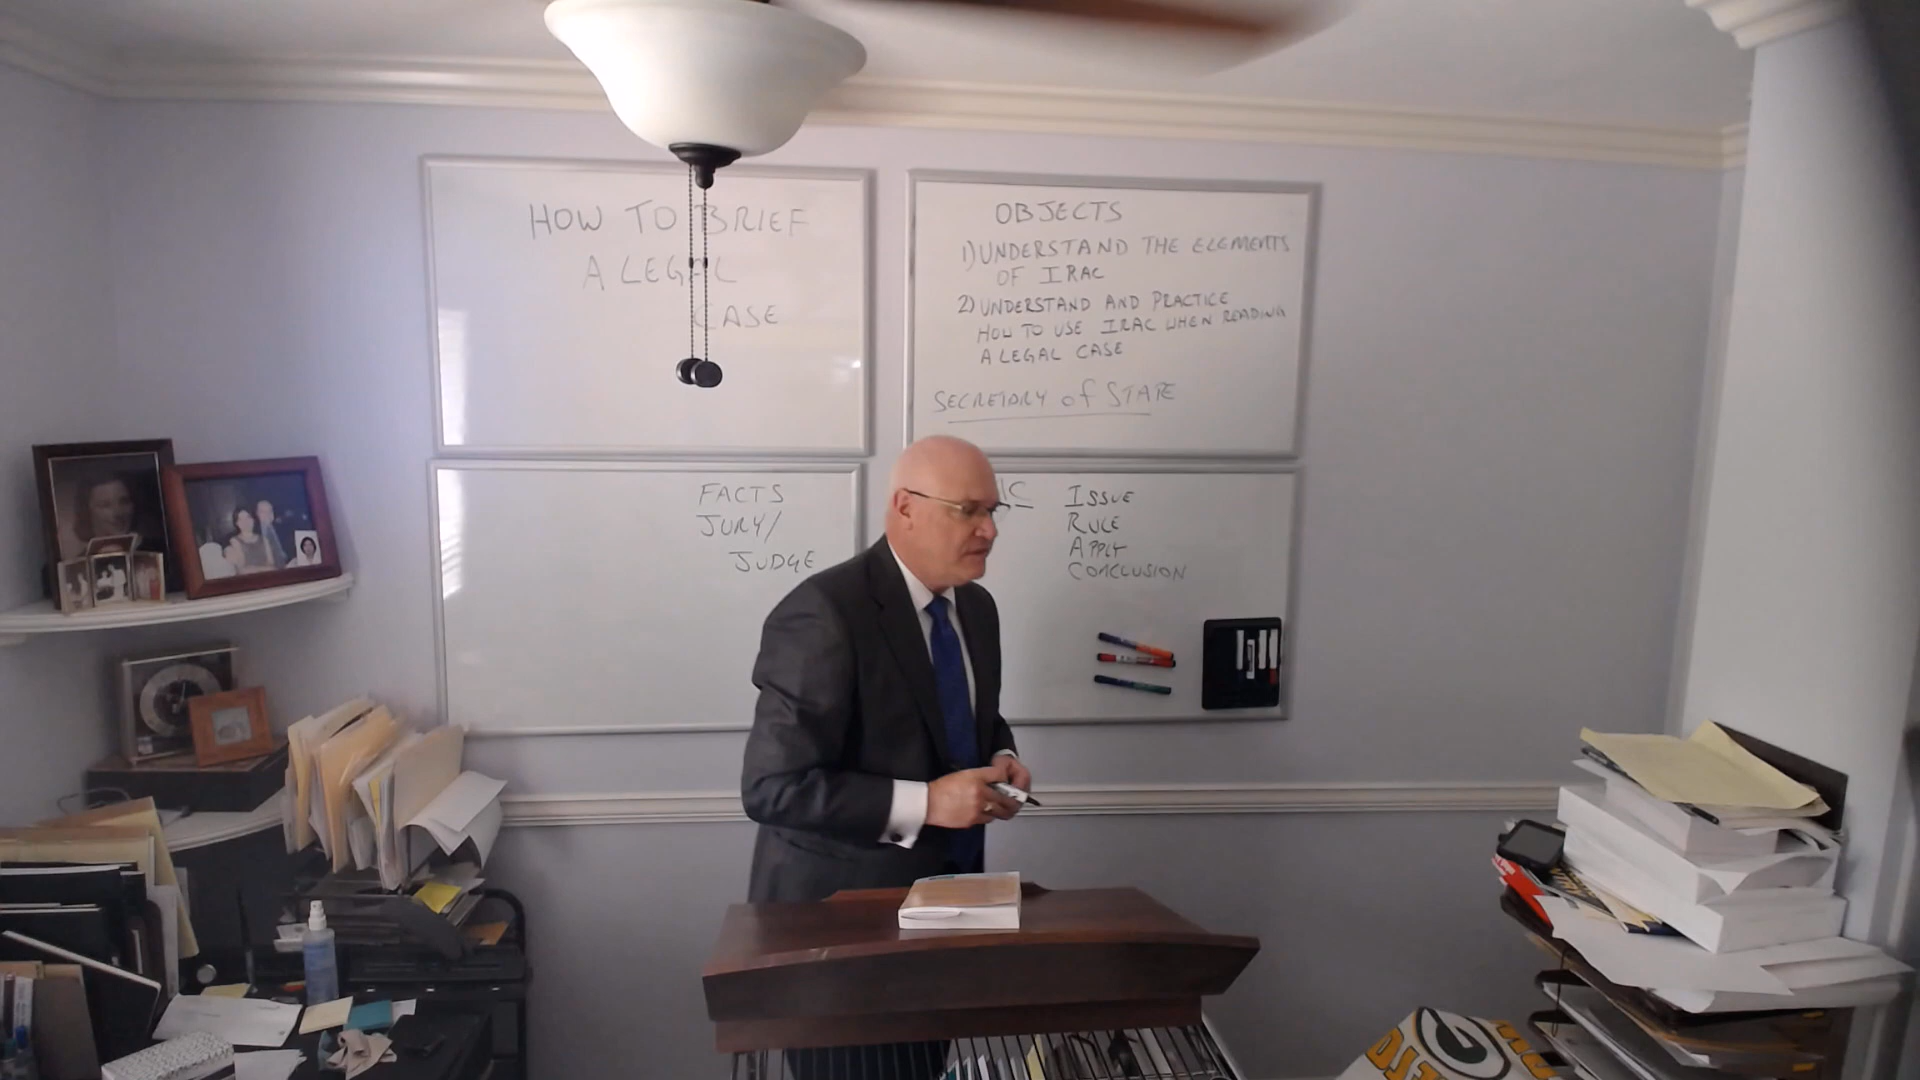 HOW TO BRIEF
A LEGAL
CASE
OBJECTS
1) UNDERSTAND THE ELEMENTS
OF IRAC
2) UNDERSTAND AND PRACTICE
HOW TO USE IRAC WHEN READING
A LEGAL CASE
SECRETARY of STATE
FACTS
JURY/
JUDGE
ISSUE
RULE
APPLY
CONCLUSION
G